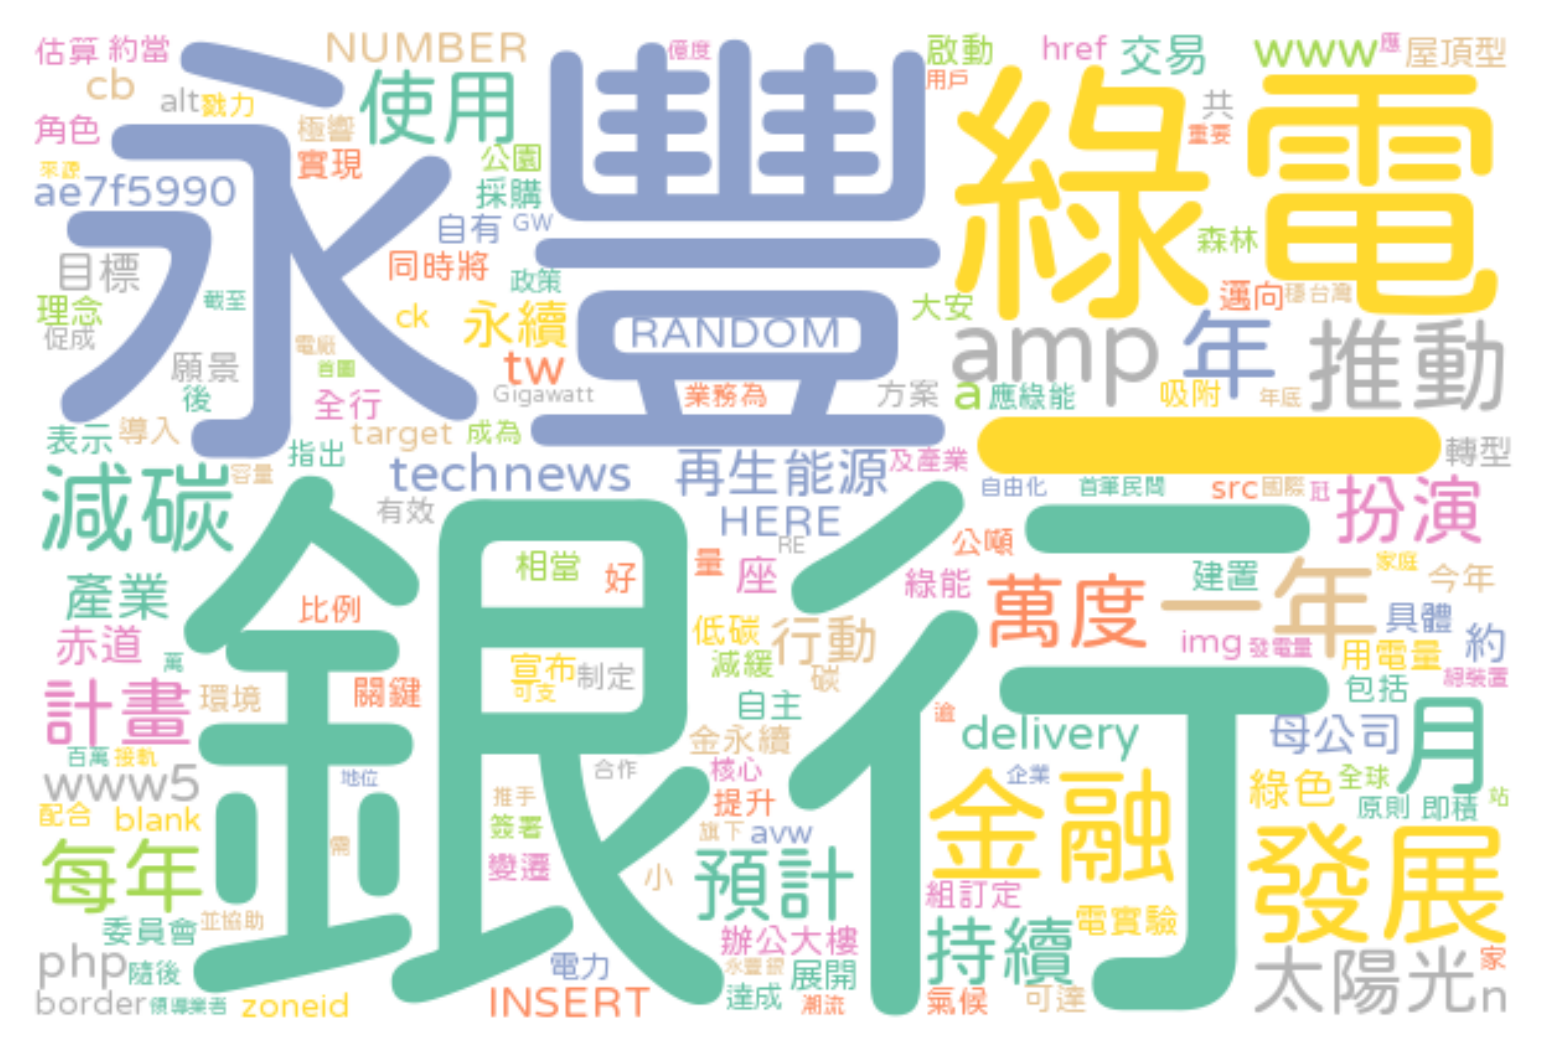 估算 約當 NUMBER 億度 啟動 href 交易 www 應 屋頂型
cb alt 戮力 使用 用戶 共
角色 極響 永豐 綠電 重要
來源 實現 公園
ae7f5990 採購
自有 GW 森林
目標 同時將 政策
理念 截至 ck 永續 大安 邁向 穩 台灣
促成 電廠 RANDOM amp 年 推動
願景 首圖 tw
後 全行 Gigawatt 業務為 方案 a 應綠能 吸附 年底
表示 導入 target 成為 一
指出 轉型
減碳 容量 technews 再生能源 及產業 自由化 首筆民間 src 國際 扮演
有效 HERE
銀行 RE 公噸
產業 相當 好 量 座 綠能 萬度 一年 建置 家庭 今年
比例 具體
赤道 萬 低碳 行動 img 發電量 用電量 約
宣布 減緩
計畫 環境 關鍵 可支 制定 碳 包括 絕裝置
自主 逾 delivery 母公司 月
百萬 接軌 金永續
www5 地位 合作 核心 企業 綠色 全球
配合 blank 推手 提升 金融 原則 即積 站
簽署 旗下 avw 發展
每年 需 變遷 小 預計
組訂定
委員會 並協助 辦公大樓 持續 電實驗
php 隨後 電力 永豐銀 展開 太陽光 家
border 領導業者 zoneid INSERT 達成 潮流 氣候 可達 n